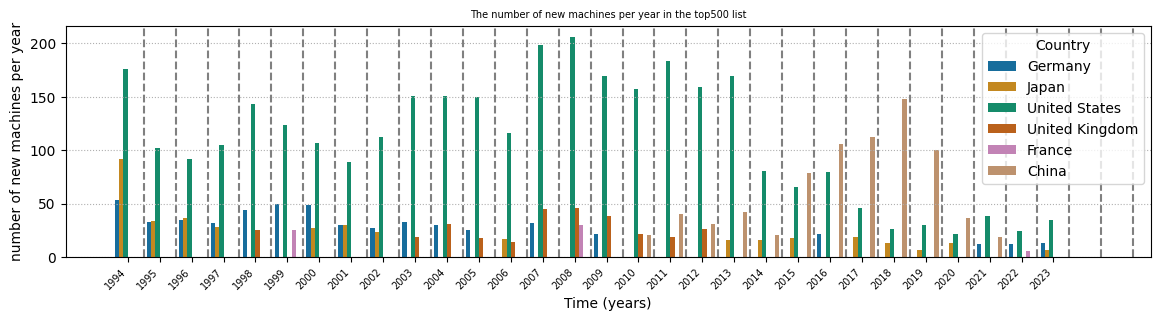 The number of new machines per year in the top500 list
number of new machines per year
200
150
100
50
0
Country
Germany
Japan
United States
United Kingdom
France
China
1994 1995 1996 1997 1998 1999 2000 2001 2002 2003 2004 2005 2006 2007 2008 2009 2010 2011 2012 2013 2014 2015 2016 2017 2018 2019 2020 2021 2022 2023
Time (years)